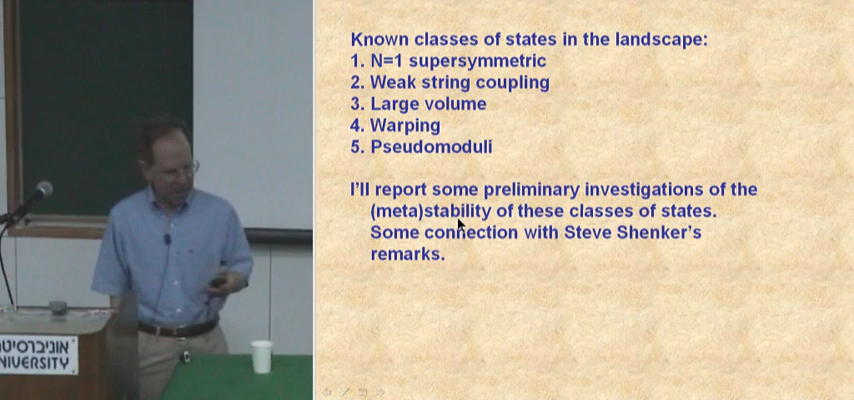 Known classes of states in the landscape:
1. N=1 supersymmetric
2. Weak string coupling
3. Large volume
4. Warping
5. Pseudomoduli
I'll report some preliminary investigations of the
(meta)stability of these classes of states.
Some connection with Steve Shenker's
remarks.
אוניברסיט
NIVERSITY